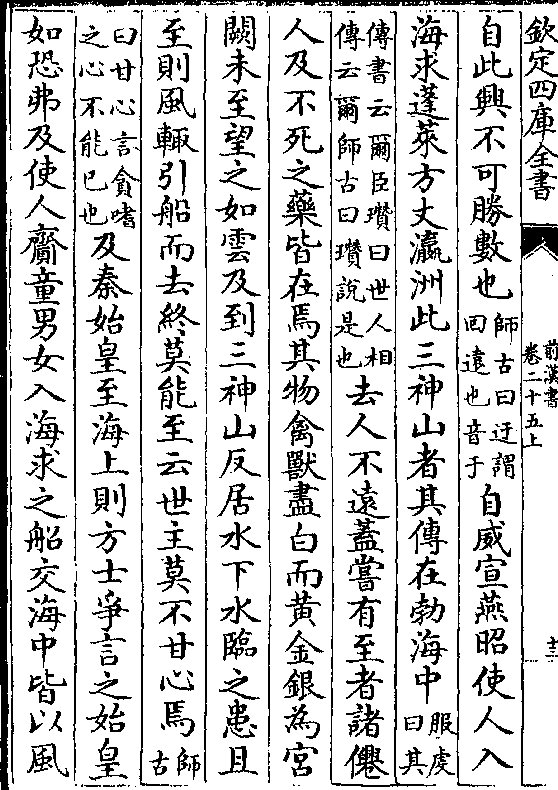 欽定四庫全書
前漢書
卷二十五上
十二
自此興不可勝數也師古曰迂謂
回遠也音于自威宣燕昭使人入
海求蓬萊方丈瀛洲此三神山者其傳在勃海中服虔
曰其
傳書云爾臣瓚曰世人相
傳云爾師古曰瓚說是也去人不遠蓋嘗有至者諸僊
人及不死之藥皆在焉其物禽獸盡白而黃金銀為宮
闕未至望之如雲及到三神山反居水下水臨之患且
至則風輙引船而去終莫能至云世主莫不甘心焉師
古
曰甘心言貪嗜
之心不能已也及秦始皇至海上則方士爭言之始皇
如恐弗及使人齎童男女入海求之船交海中皆以風